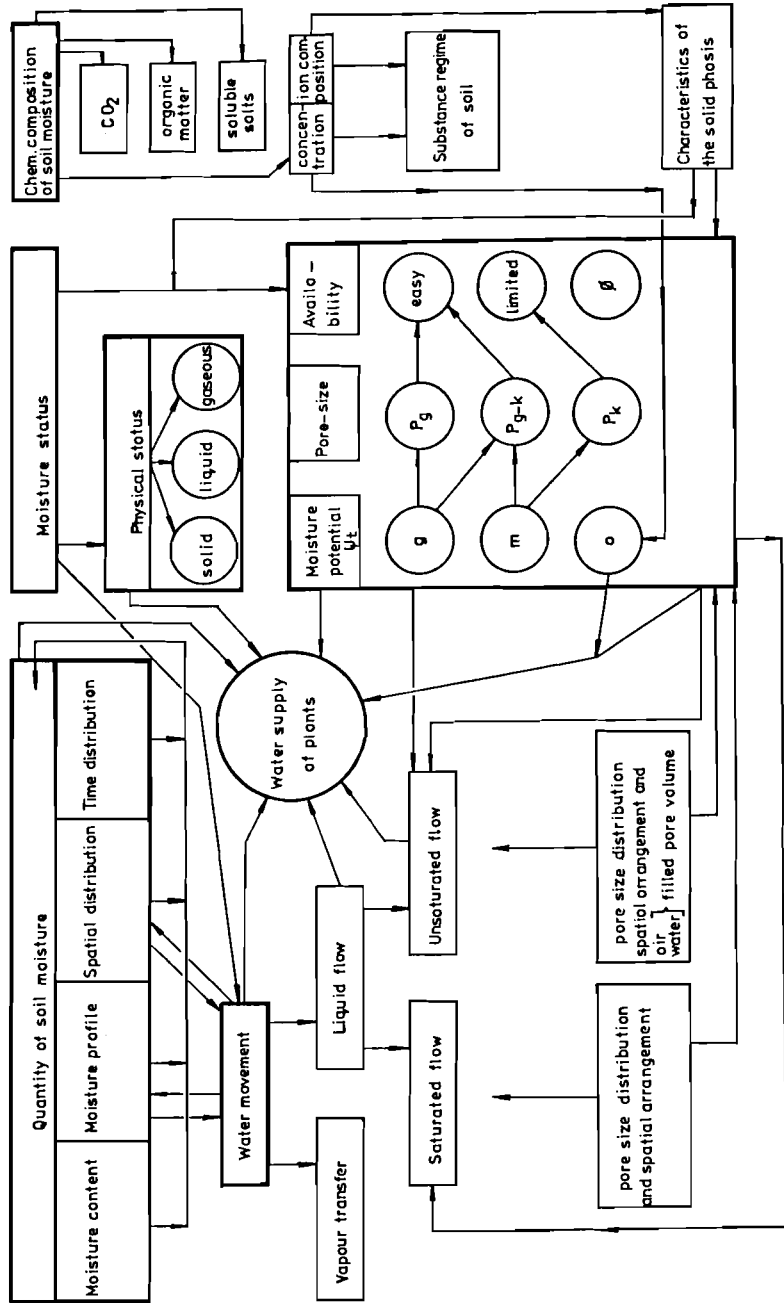 Quantity of soil moisture
Moisture content
Moisture profile
Spatial distribution
Time distribution
Moisture status
Physical status
solid
liquid
gaseous
Chem. composition
of soil moisture
CO2
organic
matter
soluble
salts
Water movement
Water supply
of plants
Vapour transfer
Liquid flow
Saturated flow
Unsaturated flow
Moisture
potential
Ψt
Pore-size
Availa-
bility
g
Pg
easy
m
Pg-k
limited
o
Pk
ø
concen-
tration
ion com
position
Substance regime
of soil
Characteristics of
the solid phosis
pore size distribution
and spatial arrangement
pore size distribution
spatial arrangement and
air
water} filled pore volume